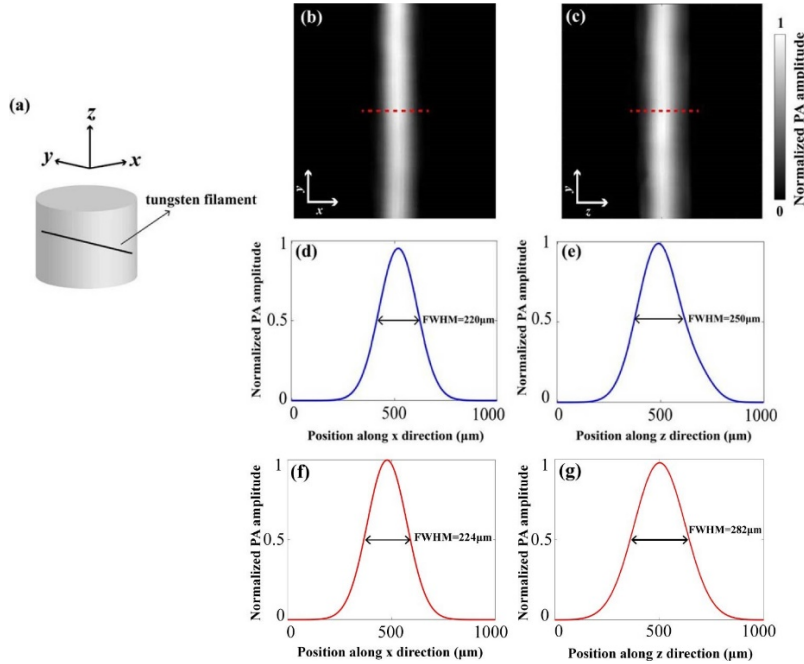 (a)
z
y
x
tungsten filament
(b)
y
x
(c)
y
z
1
0
Normalized PA amplitude
(d)
Normalized PA amplitude
1
0.5
0
FWHM=220μm
0
500
1000
Position along x direction (μm)
(e)
Normalized PA amplitude
1
0.5
0
FWHM=250μm
0
500
1000
Position along z direction (μm)
(f)
Normalized PA amplitude
1
0.5
0
FWHM=224μm
0
500
1000
Position along x direction (μm)
(g)
Normalized PA amplitude
1
0.5
0
FWHM=282μm
0
500
1000
Position along z direction (μm)